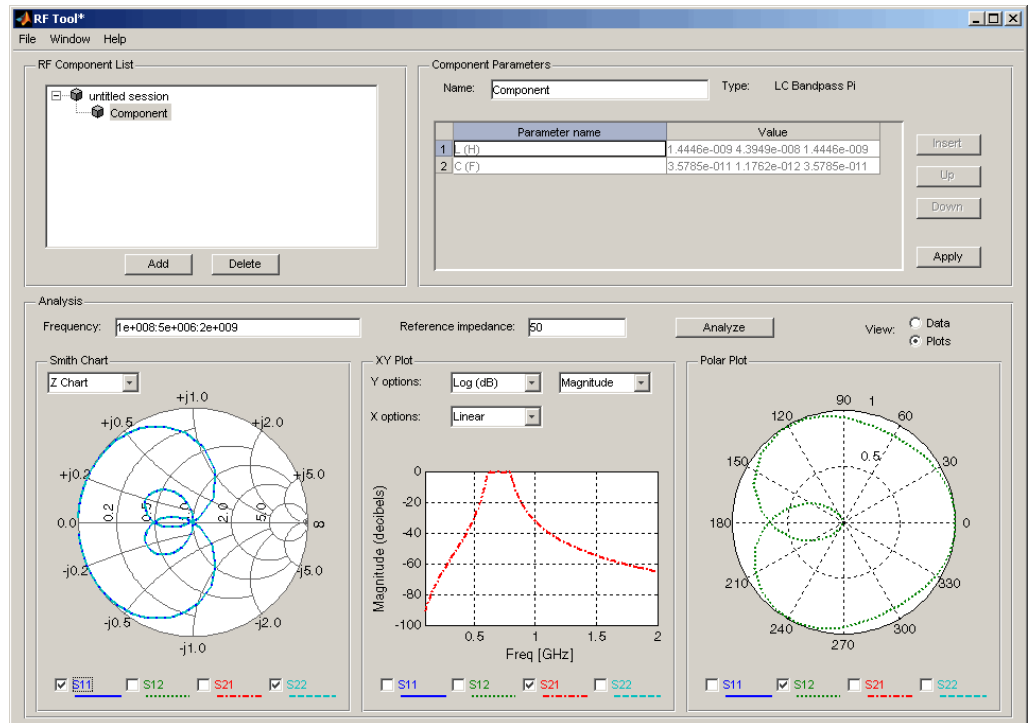 RF Tool*
File Window Help
RF Component List
untitled session
Component
Add Delete
Component Parameters
Name: Component Type: LC Bandpass Pi
Parameter name Value
1 L (H) 1.4446e-009 4.3949e-008 1.4446e-009
2 C (F) 3.5785e-011 1.1762e-012 3.5785e-011
Insert
Up
Down
Apply
Analysis
Frequency: 1e+008:5e+006:2e+009 Reference impedance: 50 Analyze View: Data
Plots
Smith Chart
Z Chart
+j1.0
+j0.5 +j2.0
+j0.2 +j5.0
0.0 0.2 0.5 1.0 2.0 5.0 ∞
-j0.2 -j5.0
-j0.5 -j2.0
-j1.0
S11 S12 S21 S22
XY Plot
Y options: Log (dB) Magnitude
X options: Linear
Magnitude (decibels)
0
-20
-40
-60
-80
-100
0.5 1 1.5 2
Freq [GHz]
S11 S12 S21 S22
Polar Plot
90 1
120 60
150 0.5 30
180 0
210 330
240 300
270
S11 S12 S21 S22